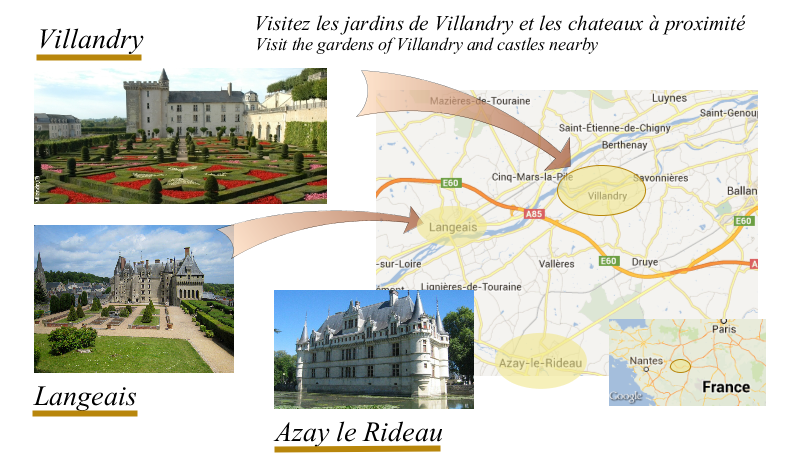 Visitez les jardins de Villandry et les chateaux à proximité
Visit the gardens of Villandry and castles nearby
Villandry
Mazières-de-Touraine
Luynes
Saint-Genou
Saint-Étienne-de-Chigny
Berthenay
Cinq-Mars-la-Pile
Savonnières
E60
Villandry
Ballan
A85
E60
Langeais
-sur-Loire
Vallères
E60
Druye
A
Lignières-de-Touraine
Azay-le-Rideau
Paris
Nantes
France
Google
Langeais
Azay le Rideau